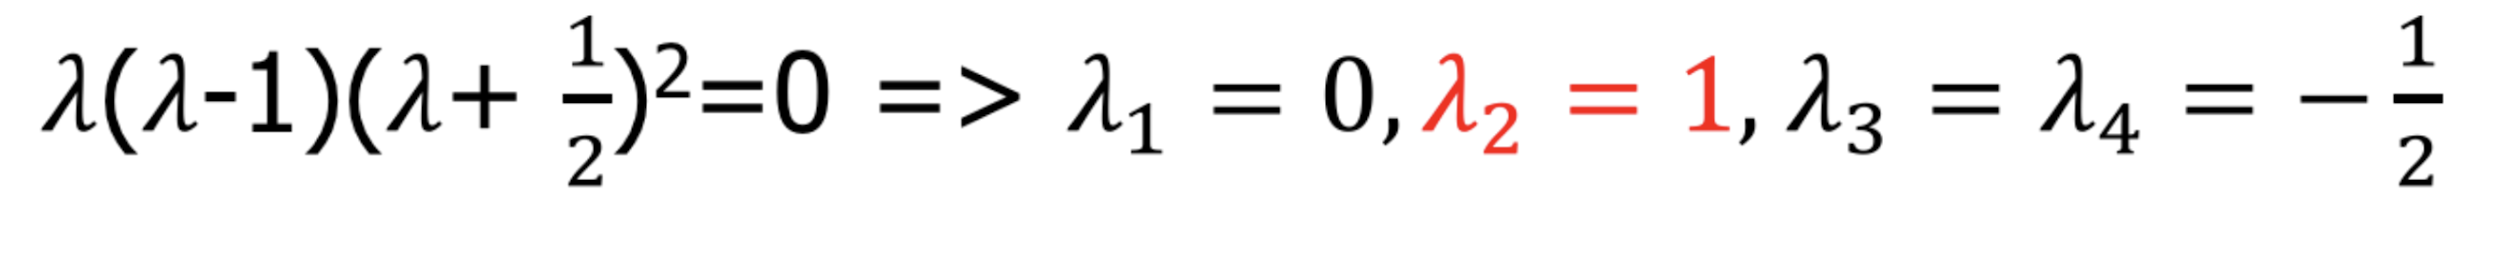 λ(λ-1)(λ+ 1/2)²=0 => λ₁ = 0, λ₂ = 1, λ₃ = λ₄ = − 1/2